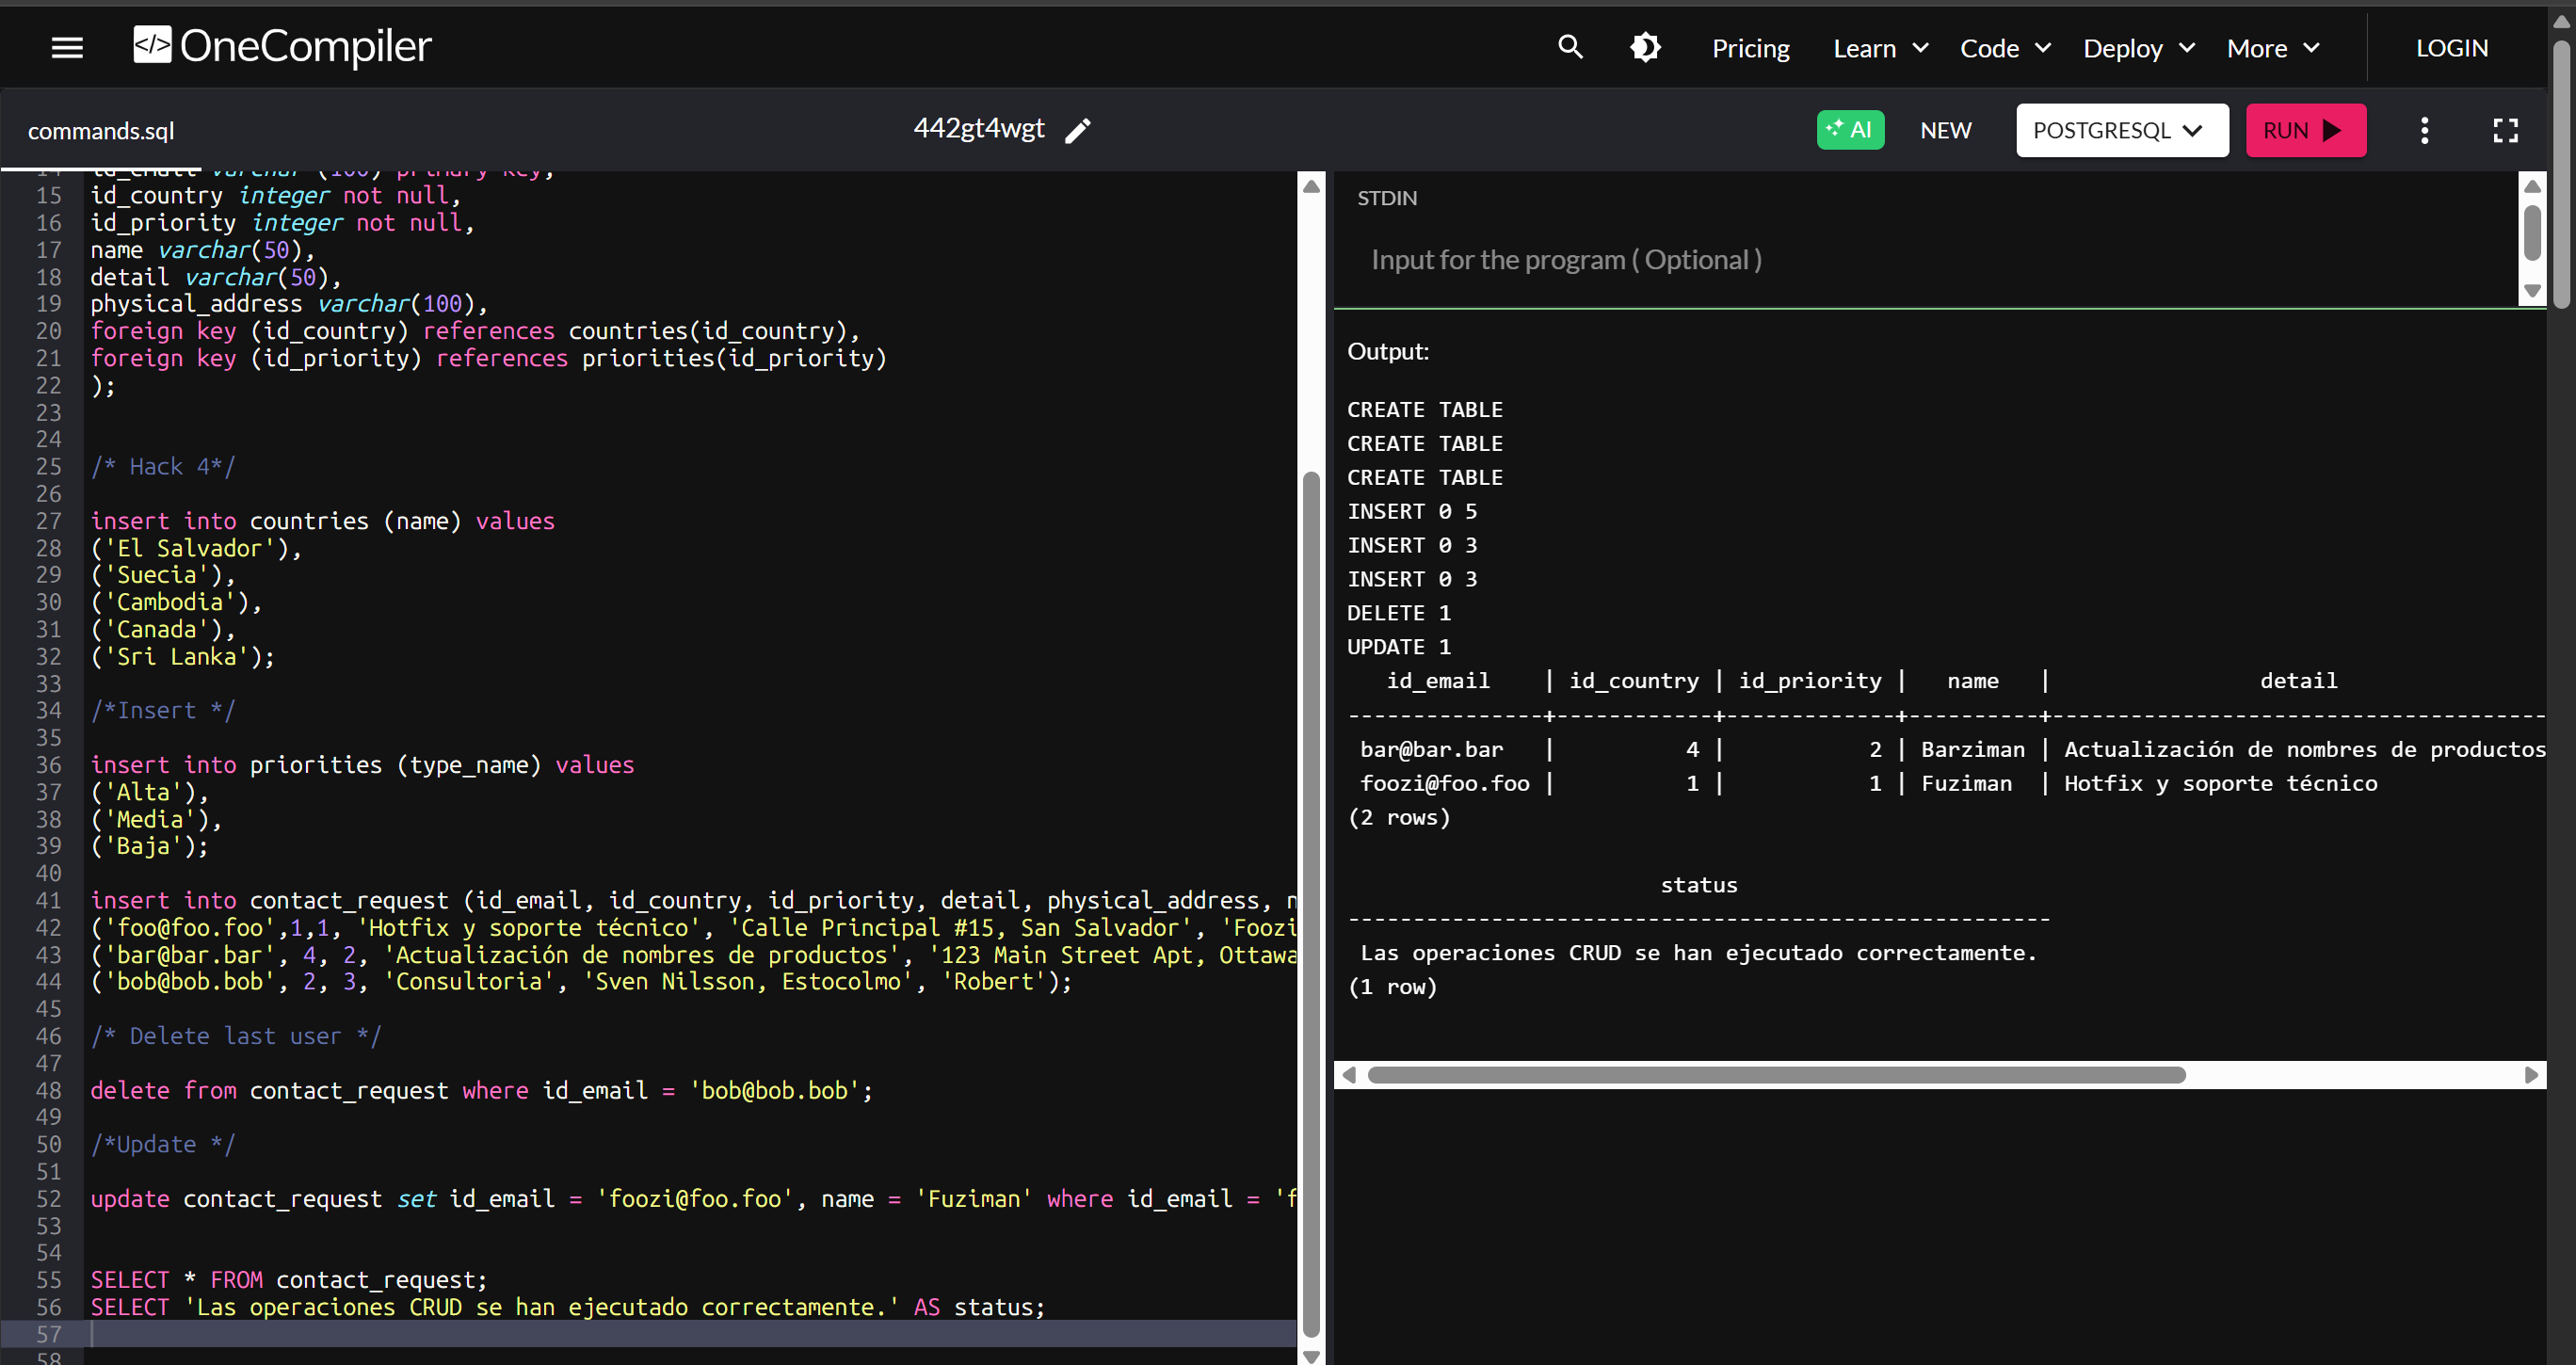 </> OneCompiler
Pricing
Learn
Code
Deploy
More
LOGIN
commands.sql
442gt4wgt
AI
NEW
POSTGRESQL
RUN
15 id_country integer not null,
16 id_priority integer not null,
17 name varchar(50),
18 detail varchar(50),
19 physical_address varchar(100),
20 foreign key (id_country) references countries(id_country),
21 foreign key (id_priority) references priorities(id_priority)
22 );
23
24
25 /* Hack 4*/
26
27 insert into countries (name) values
28 ('El Salvador'),
29 ('Suecia'),
30 ('Cambodia'),
31 ('Canada'),
32 ('Sri Lanka');
33
34 /*Insert */
35
36 insert into priorities (type_name) values
37 ('Alta'),
38 ('Media'),
39 ('Baja');
40
41 insert into contact_request (id_email, id_country, id_priority, detail, physical_address, n
42 ('foo@foo.foo',1,1, 'Hotfix y soporte técnico', 'Calle Principal #15, San Salvador', 'Foozi
43 ('bar@bar.bar', 4, 2, 'Actualización de nombres de productos', '123 Main Street Apt, Ottawa
44 ('bob@bob.bob', 2, 3, 'Consultoria', 'Sven Nilsson, Estocolmo', 'Robert');
45
46 /* Delete last user */
47
48 delete from contact_request where id_email = 'bob@bob.bob';
49
50 /*Update */
51
52 update contact_request set id_email = 'foozi@foo.foo', name = 'Fuziman' where id_email = 'f
53
54
55 SELECT * FROM contact_request;
56 SELECT 'Las operaciones CRUD se han ejecutado correctamente.' AS status;
57
58
STDIN
Input for the program ( Optional )
Output:
CREATE TABLE
CREATE TABLE
CREATE TABLE
INSERT 0 5
INSERT 0 3
INSERT 0 3
DELETE 1
UPDATE 1
id_email | id_country | id_priority | name | detail
---------------+------------+-------------+----------+--------------------------------------
bar@bar.bar | 4 | 2 | Barziman | Actualización de nombres de productos
foozi@foo.foo | 1 | 1 | Fuziman | Hotfix y soporte técnico
(2 rows)
status
------------------------------------------------------
Las operaciones CRUD se han ejecutado correctamente.
(1 row)